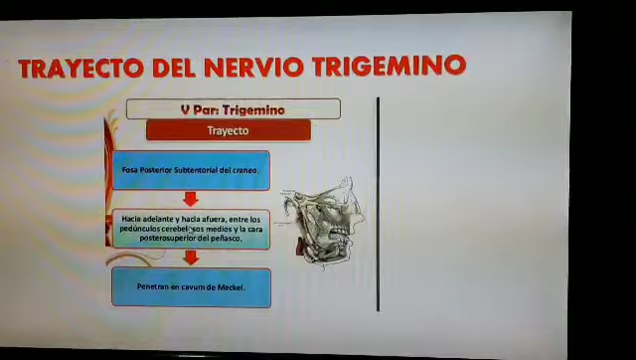 TRAYECTO DEL NERVIO TRIGEMINO
V Par: Trigemino
Trayecto
Fosa Posterior Subtentorial del craneo.
Hacia adelante y hacia afuera, entre los
pedúnculos cerebelosos medios y la cara
posterosuperior del peñasco.
Penetran en cavum de Meckel.